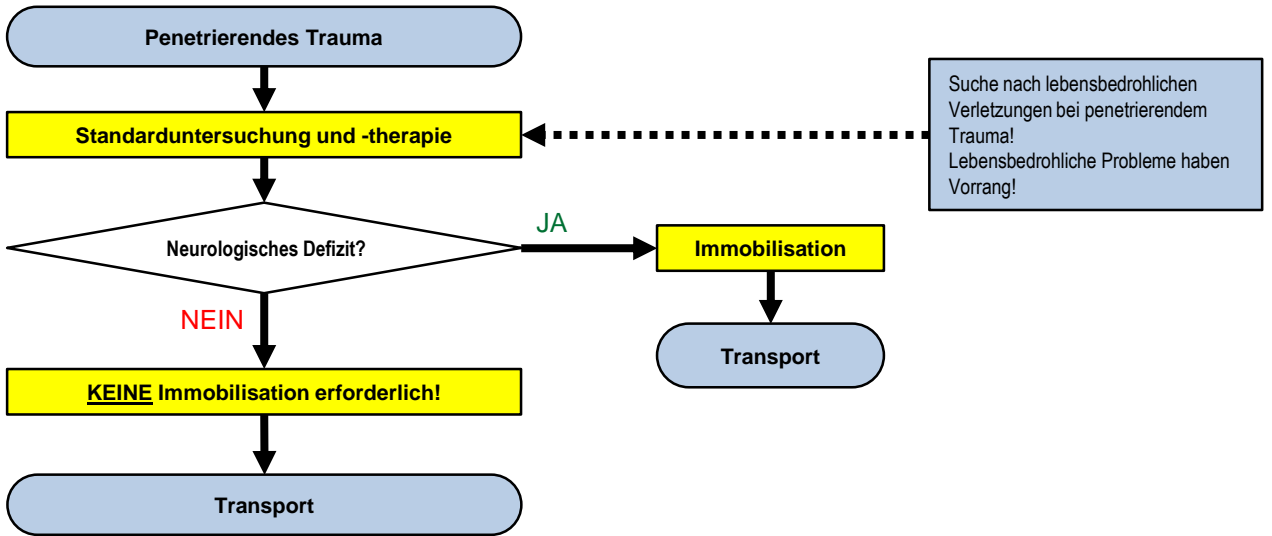 Penetrierendes Trauma
Standarduntersuchung und -therapie
Suche nach lebensbedrohlichen
Verletzungen bei penetrierendem
Trauma!
Lebensbedrohliche Probleme haben
Vorrang!
Neurologisches Defizit?
JA
Immobilisation
NEIN
Transport
KEINE Immobilisation erforderlich!
Transport